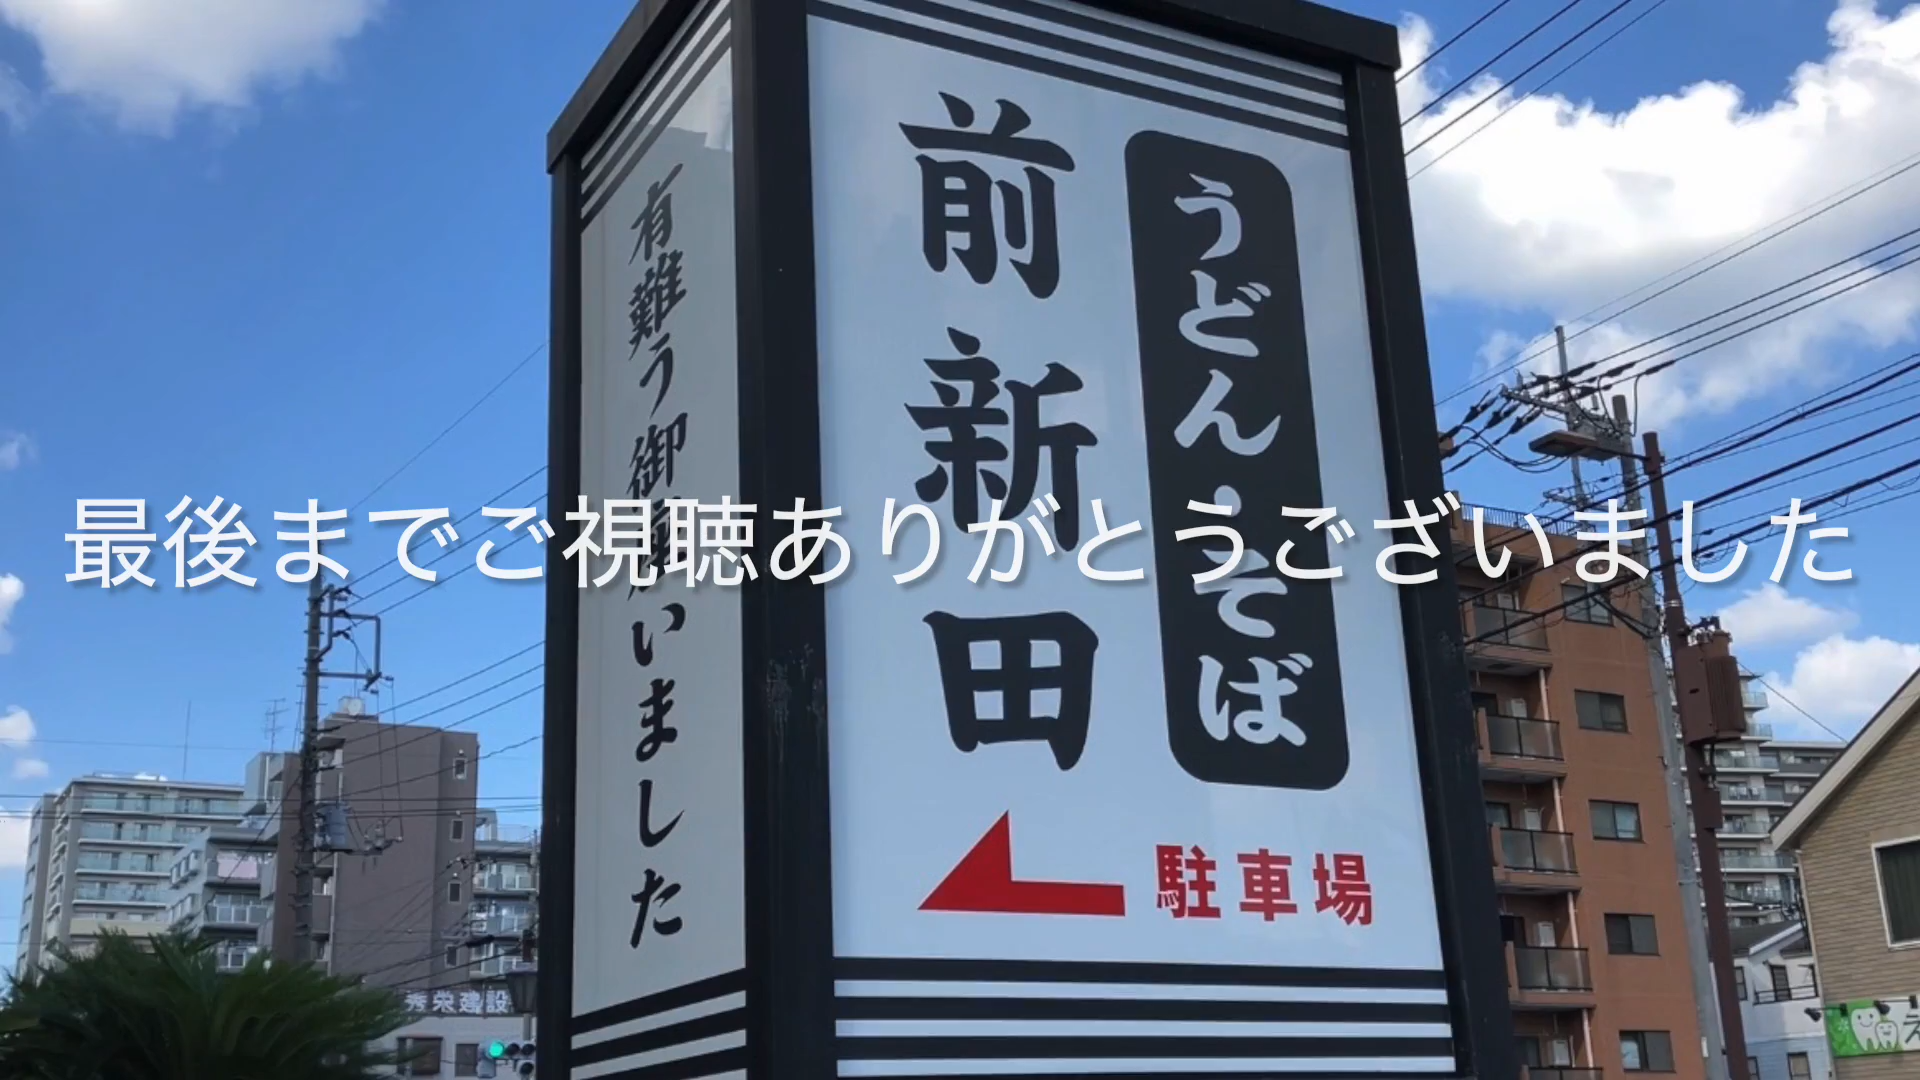 うどん・そば
前新田
駐車場
有難う御座いました
最後までご視聴ありがとうございました
秀栄建設
え